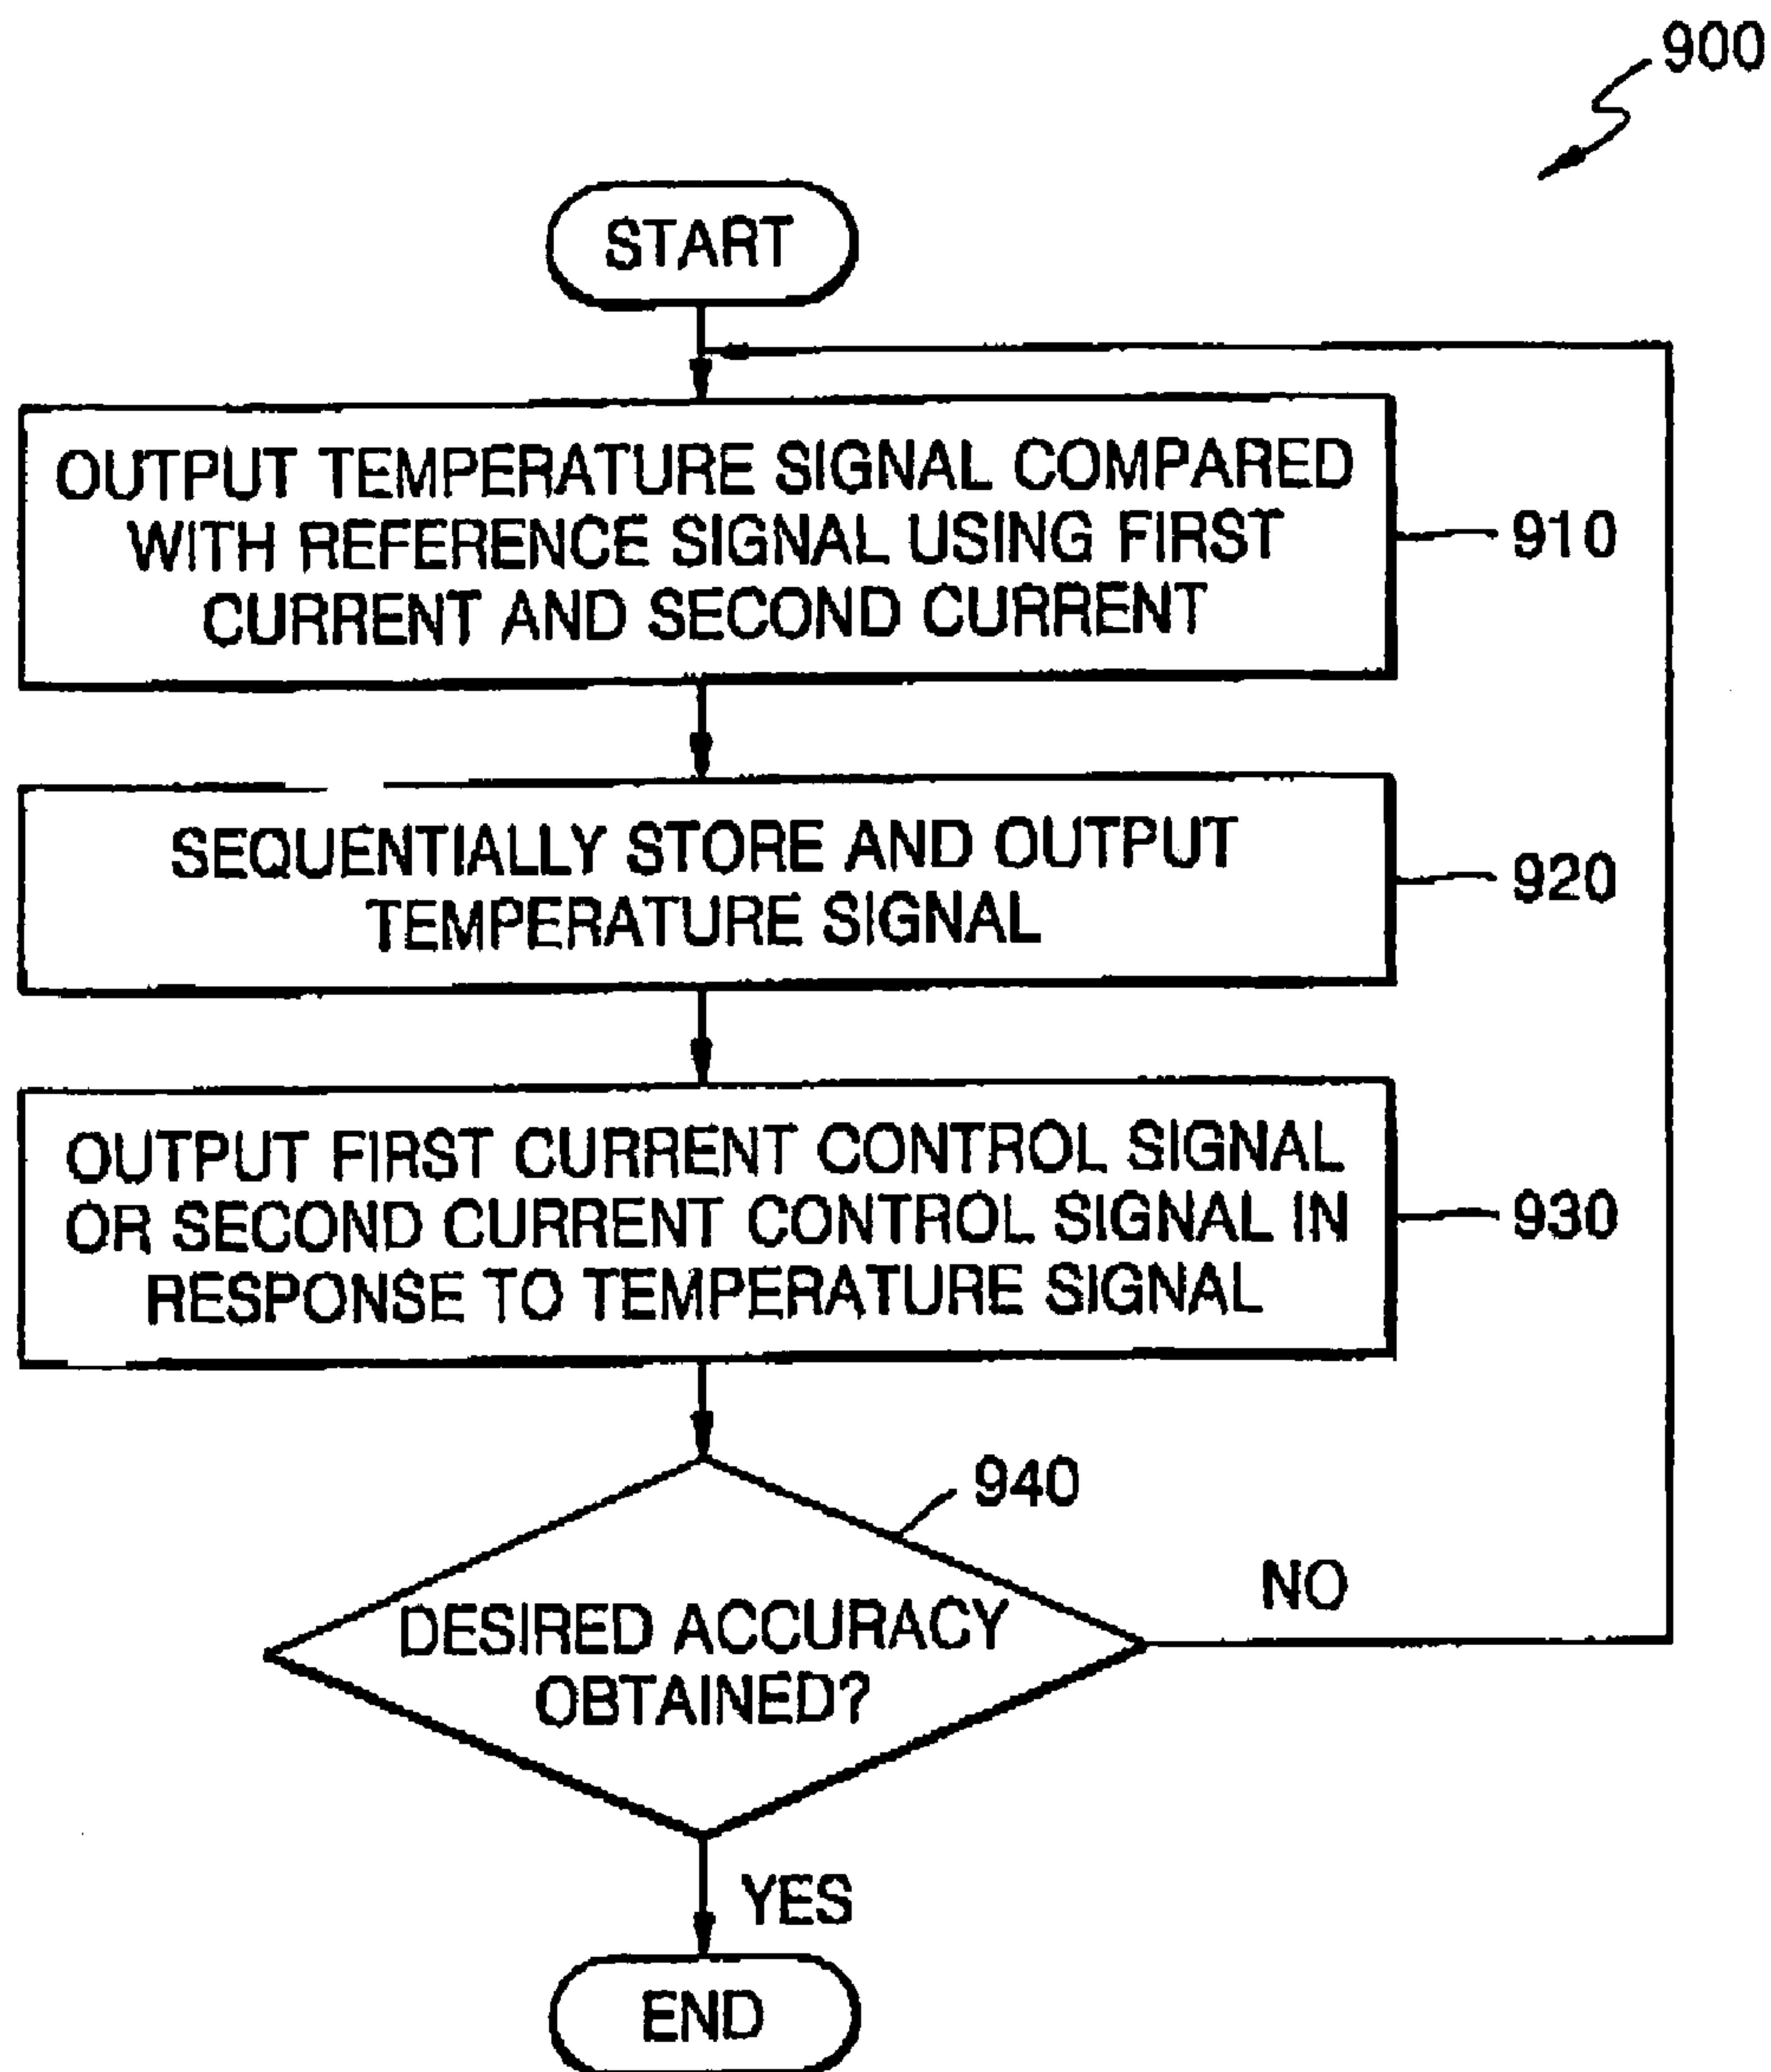 900
START
OUTPUT TEMPERATURE SIGNAL COMPARED
WITH REFERENCE SIGNAL USING FIRST
CURRENT AND SECOND CURRENT
910
SEQUENTIALLY STORE AND OUTPUT
TEMPERATURE SIGNAL
920
OUTPUT FIRST CURRENT CONTROL SIGNAL
OR SECOND CURRENT CONTROL SIGNAL IN
RESPONSE TO TEMPERATURE SIGNAL
930
940
DESIRED ACCURACY
OBTAINED?
NO
YES
END